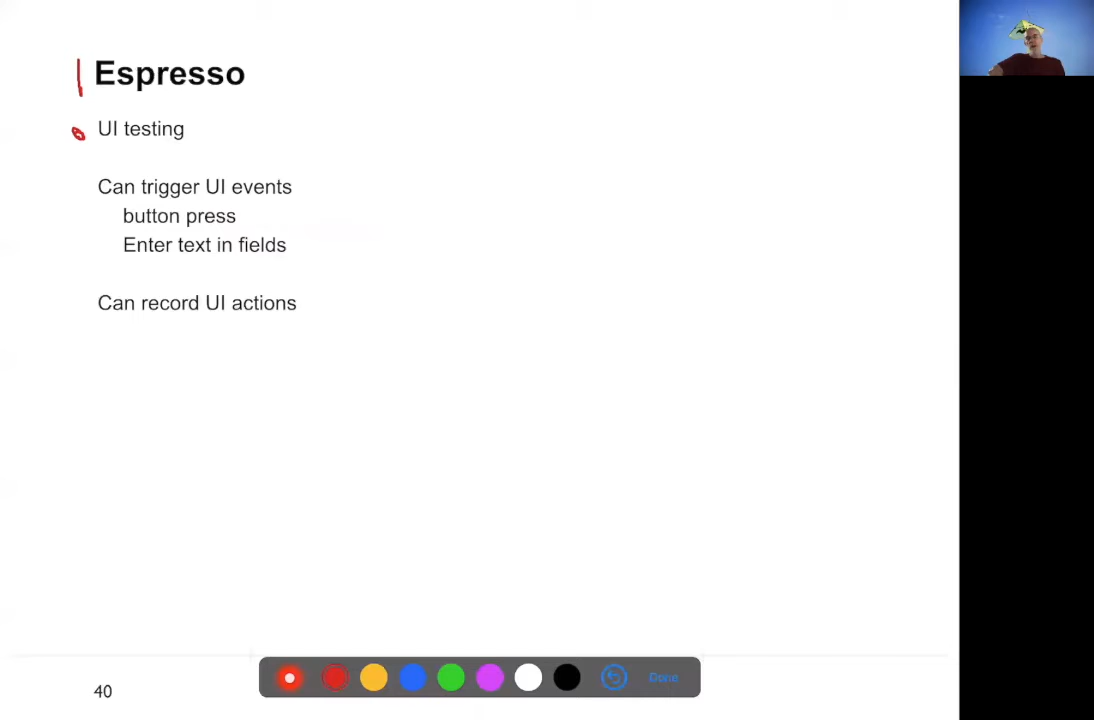 Espresso
UI testing
Can trigger UI events
button press
Enter text in fields
Can record UI actions
40
Done